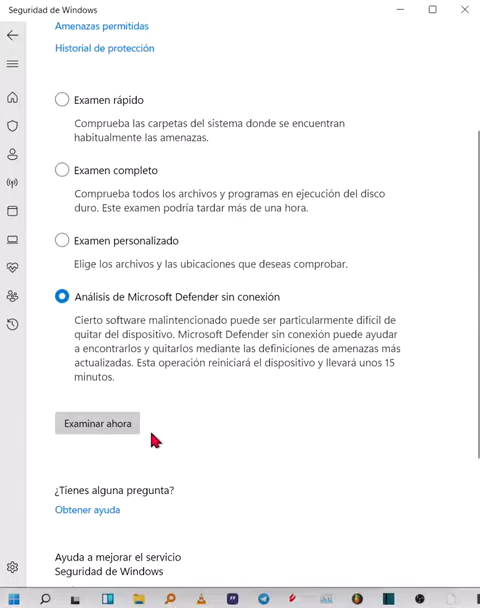 Seguridad de Windows
Amenazas permitidas
Historial de protección
Examen rápido
Comprueba las carpetas del sistema donde se encuentran
habitualmente las amenazas.
Examen completo
Comprueba todos los archivos y programas en ejecución del disco
duro. Este examen podría tardar más de una hora.
Examen personalizado
Elige los archivos y las ubicaciones que deseas comprobar.
Análisis de Microsoft Defender sin conexión
Cierto software malintencionado puede ser particularmente difícil de
quitar del dispositivo. Microsoft Defender sin conexión puede ayudar
a encontrarlos y quitarlos mediante las definiciones de amenazas más
actualizadas. Esta operación reiniciará el dispositivo y llevará unos 15
minutos.
Examinar ahora
¿Tienes alguna pregunta?
Obtener ayuda
Ayuda a mejorar el servicio
Seguridad de Windows